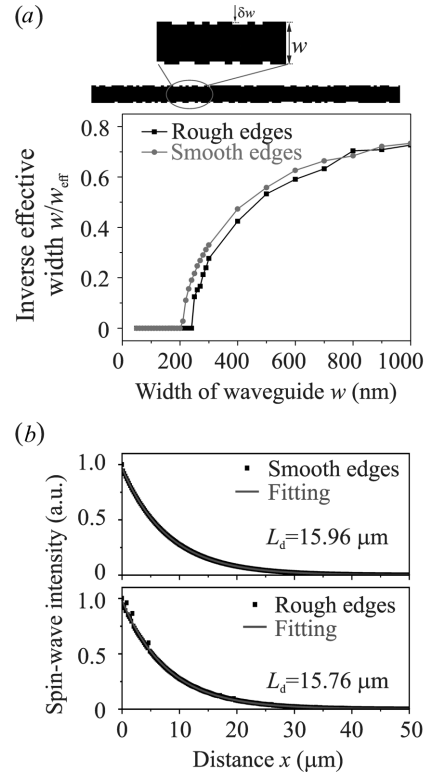 (a)
δw
w
Inverse effective
width w/w_eff
0.8
0.6
0.4
0.2
0
Rough edges
Smooth edges
0 200 400 600 800 1000
Width of waveguide w (nm)
(b)
Spin-wave intensity (a.u.)
1.0
0.5
0
Smooth edges
Fitting
L_d=15.96 μm
1.0
0.5
0
Rough edges
Fitting
L_d=15.76 μm
0 10 20 30 40 50
Distance x (μm)